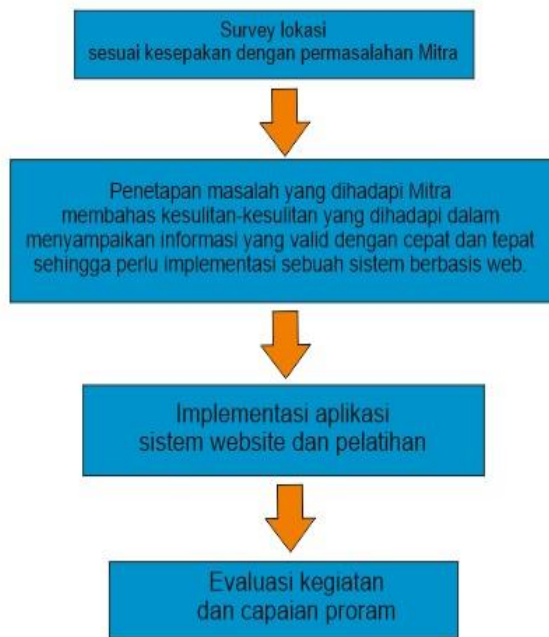 Survey lokasi
sesuai kesepakan dengan permasalahan Mitra
Penetapan masalah yang dihadapi Mitra
membahas kesulitan-kesulitan yang dihadapi dalam
menyampaikan informasi yang valid dengan cepat dan tepat
sehingga perlu implementasi sebuah sistem berbasis web.
Implementasi aplikasi
sistem website dan pelatihan
Evaluasi kegiatan
dan capaian proram